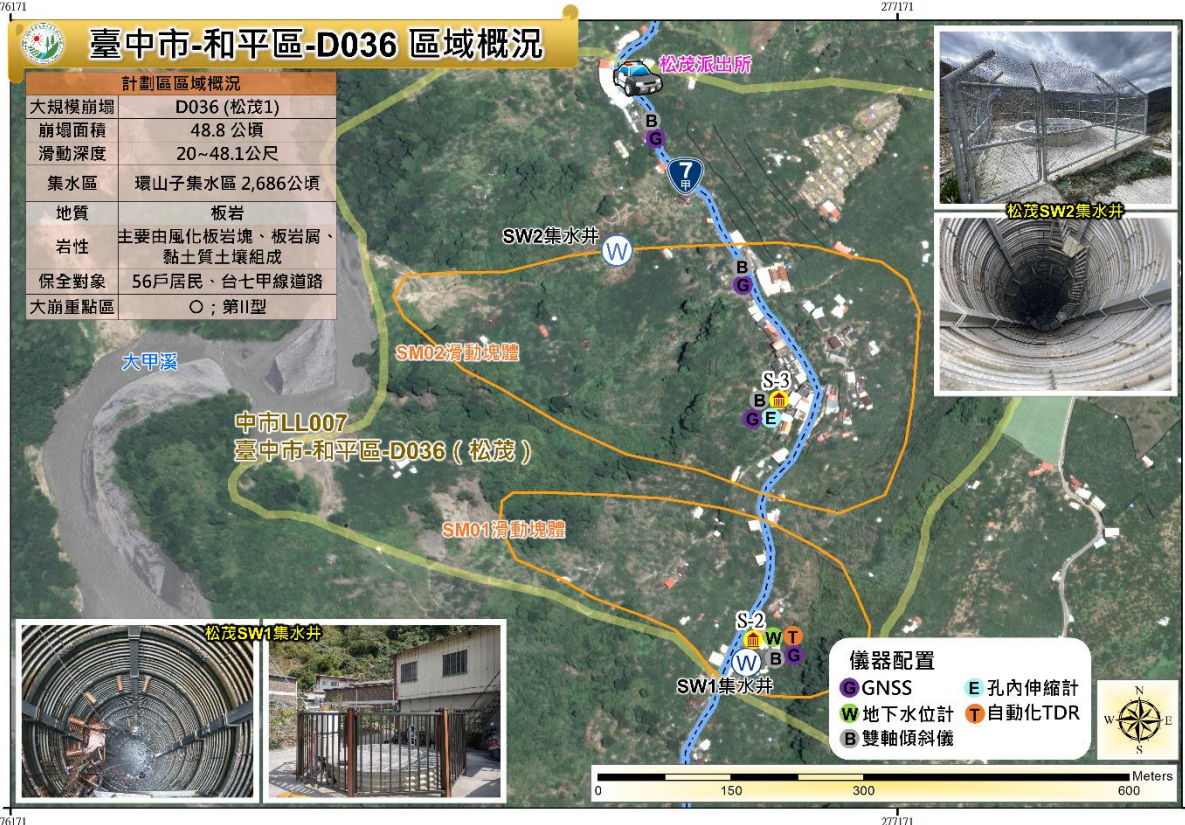 76171
277171
臺中市-和平區-D036 區域概況
計劃區區域概況
大規模崩塌 D036 (松茂1)
崩塌面積 48.8 公頃
滑動深度 20~48.1公尺
集水區 環山子集水區 2,686公頃
地質 板岩
岩性 主要由風化板岩塊、板岩屑、
黏土質土壤組成
保全對象 56戶居民、台七甲線道路
大崩重點區 〇；第II型
松茂派出所
B
G
7
甲
松茂SW2集水井
SW2集水井
W
B
G
大甲溪
SM02滑動塊體
S-3
B
G E
中市LL007
臺中市-和平區-D036（松茂）
SM01滑動塊體
S-2
W T
W B G
SW1集水井
松茂SW1集水井
儀器配置
G GNSS
E 孔內伸縮計
W 地下水位計
T 自動化TDR
B 雙軸傾斜儀
N
W E
S
Meters
0 150 300 600
76171
277171